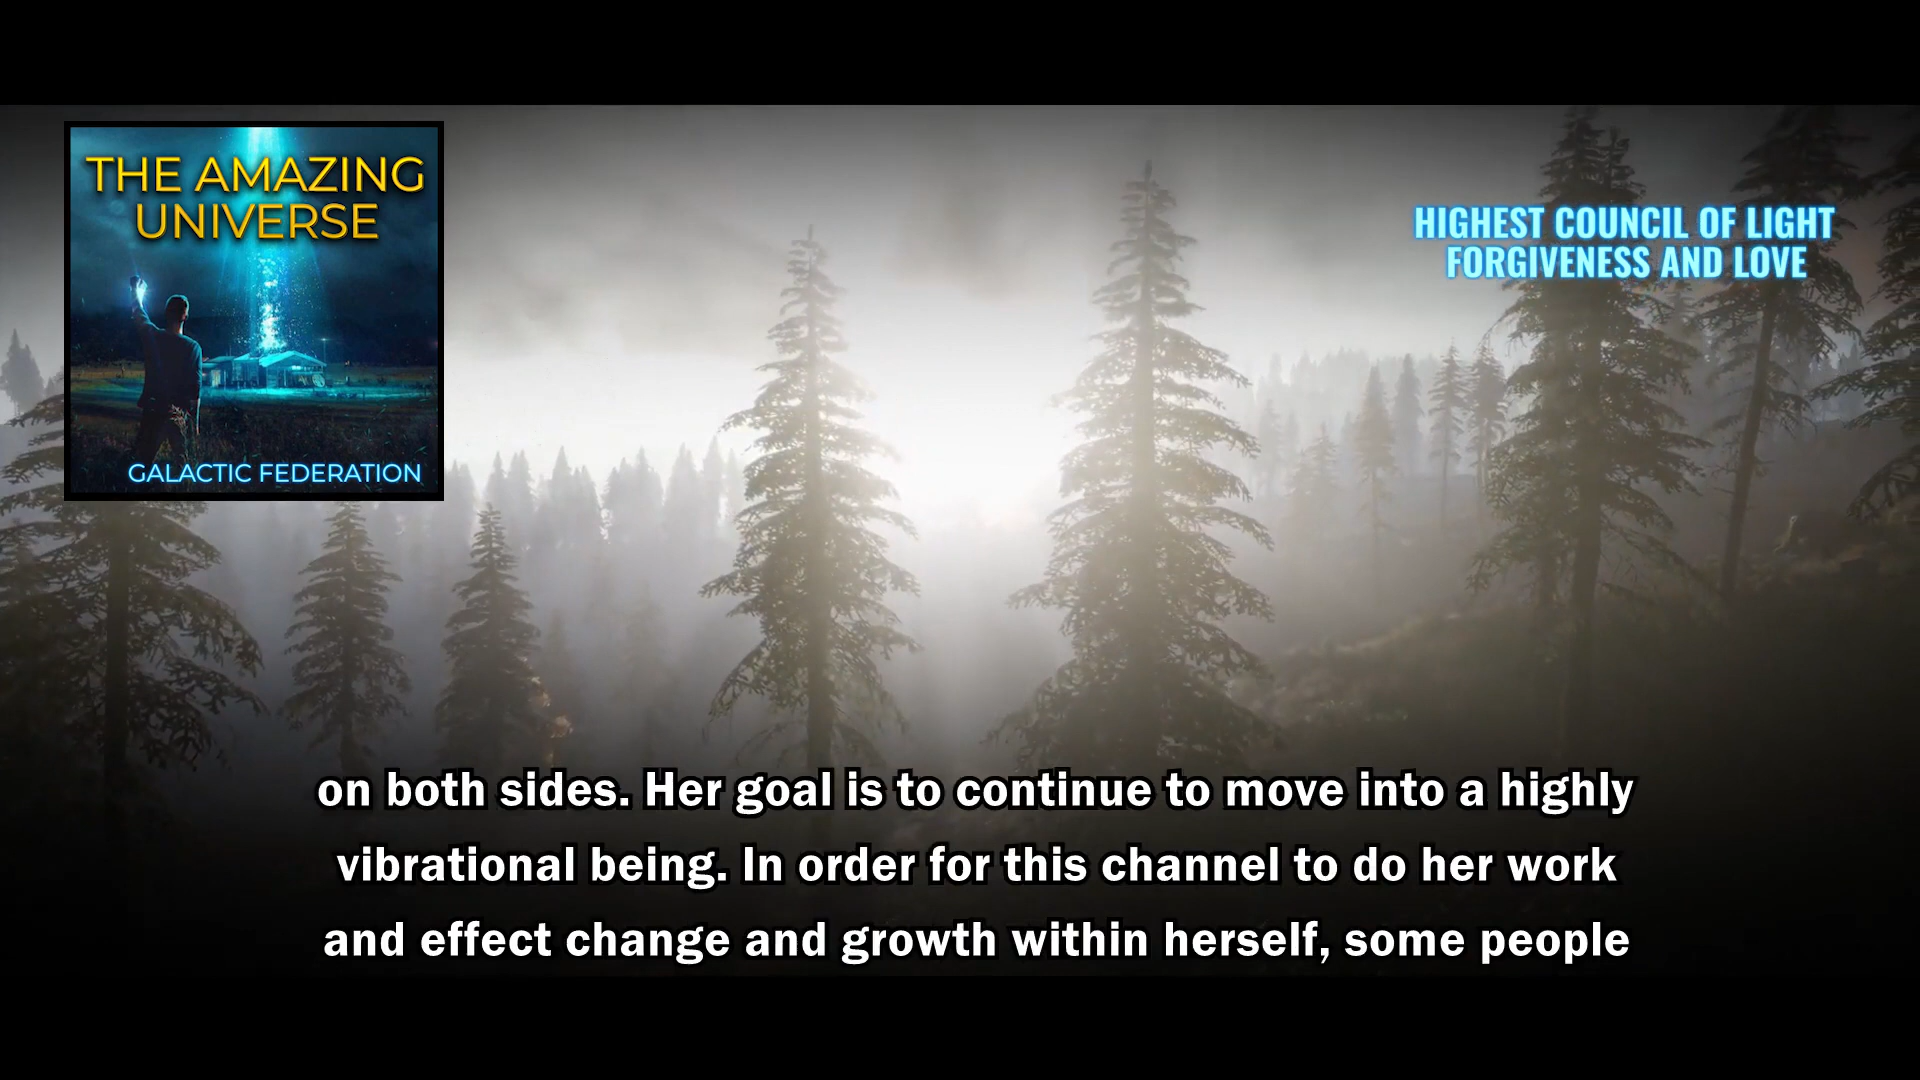 THE AMAZING
UNIVERSE
GALACTIC FEDERATION
HIGHEST COUNCIL OF LIGHT
FORGIVENESS AND LOVE
on both sides. Her goal is to continue to move into a highly
vibrational being. In order for this channel to do her work
and effect change and growth within herself, some people